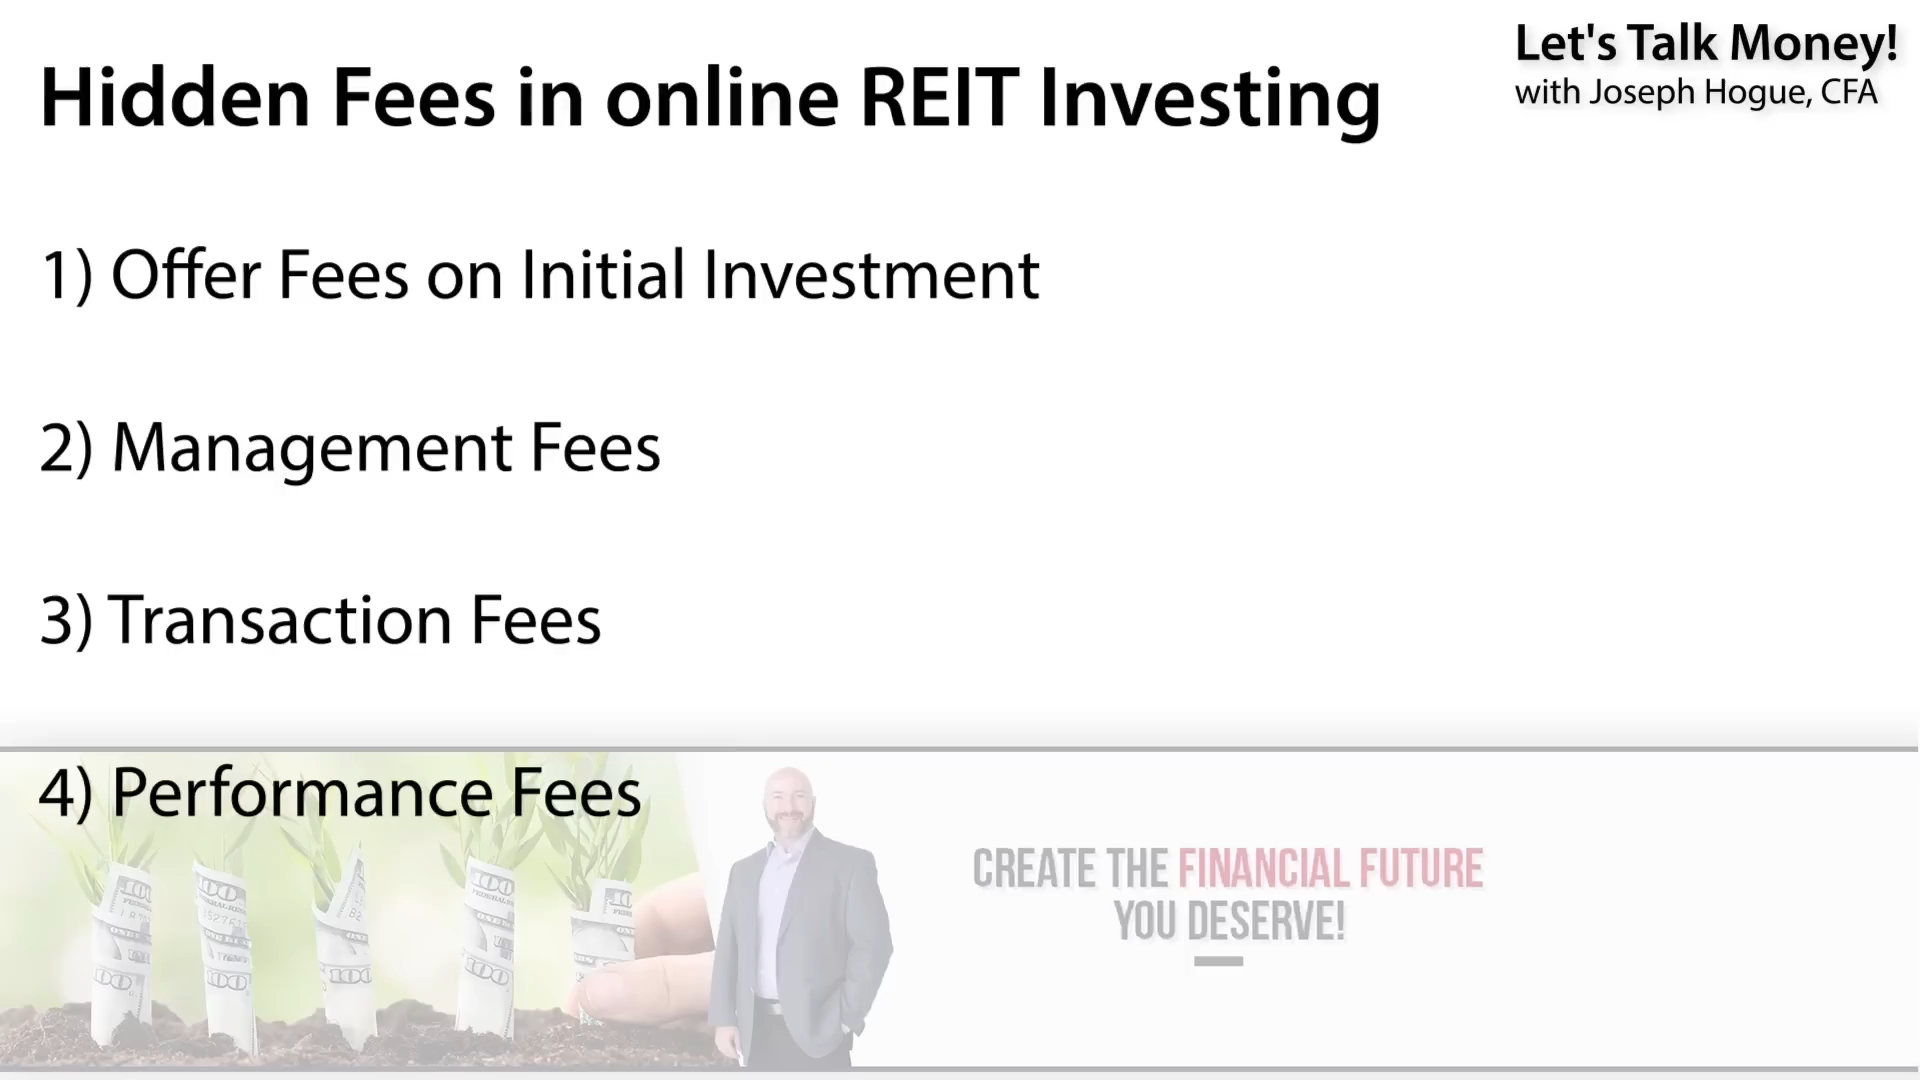 Let's Talk Money!
with Joseph Hogue, CFA
Hidden Fees in online REIT Investing
1) Offer Fees on Initial Investment
2) Management Fees
3) Transaction Fees
4) Performance Fees
CREATE THE FINANCIAL FUTURE
YOU DESERVE!